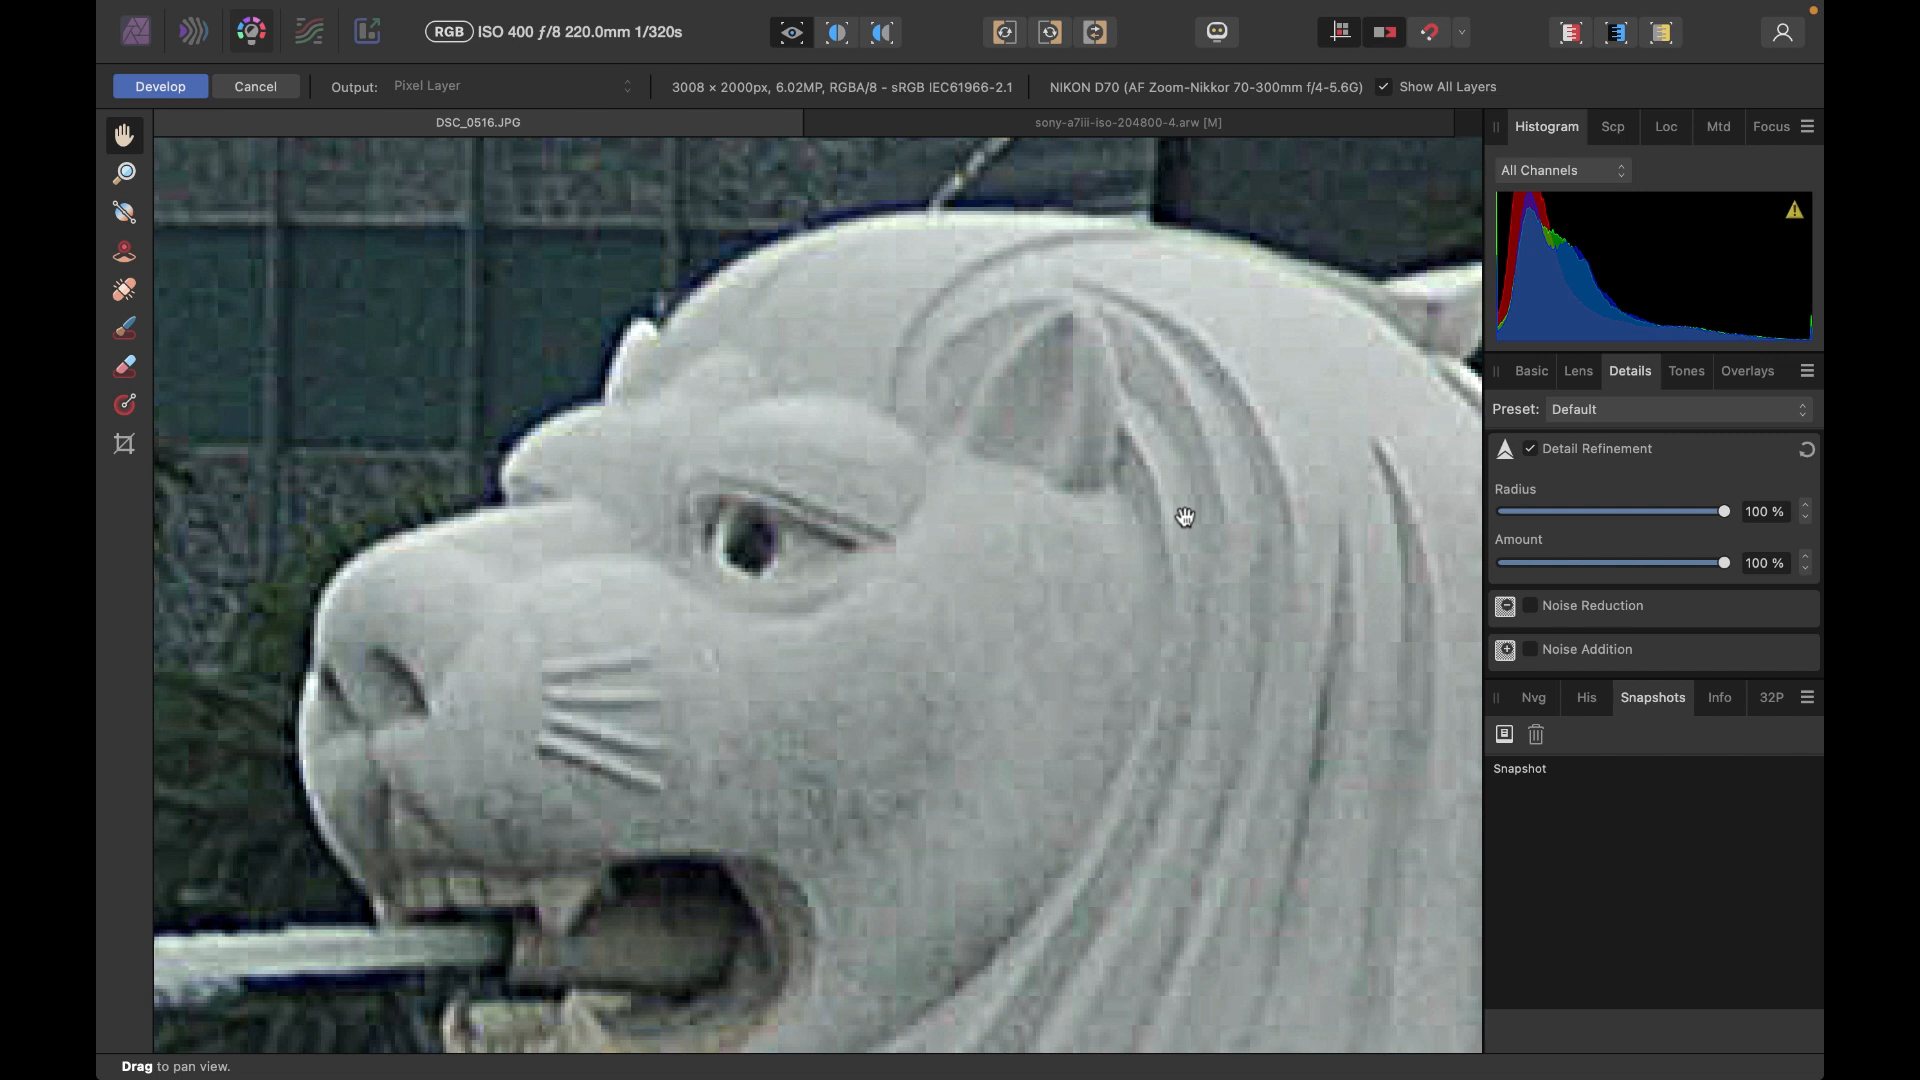 RGB ISO 400 ƒ/8 220.0mm 1/320s
Develop Cancel Output: Pixel Layer 3008 × 2000px, 6.02MP, RGBA/8 - sRGB IEC61966-2.1 NIKON D70 (AF Zoom-Nikkor 70-300mm f/4-5.6G) Show All Layers
DSC_0516.JPG sony-a7iii-iso-204800-4.arw [M]
Histogram Scp Loc Mtd Focus
All Channels
Basic Lens Details Tones Overlays
Preset: Default
Detail Refinement
Radius
100 %
Amount
100 %
Noise Reduction
Noise Addition
Nvg His Snapshots Info 32P
Snapshot
Drag to pan view.